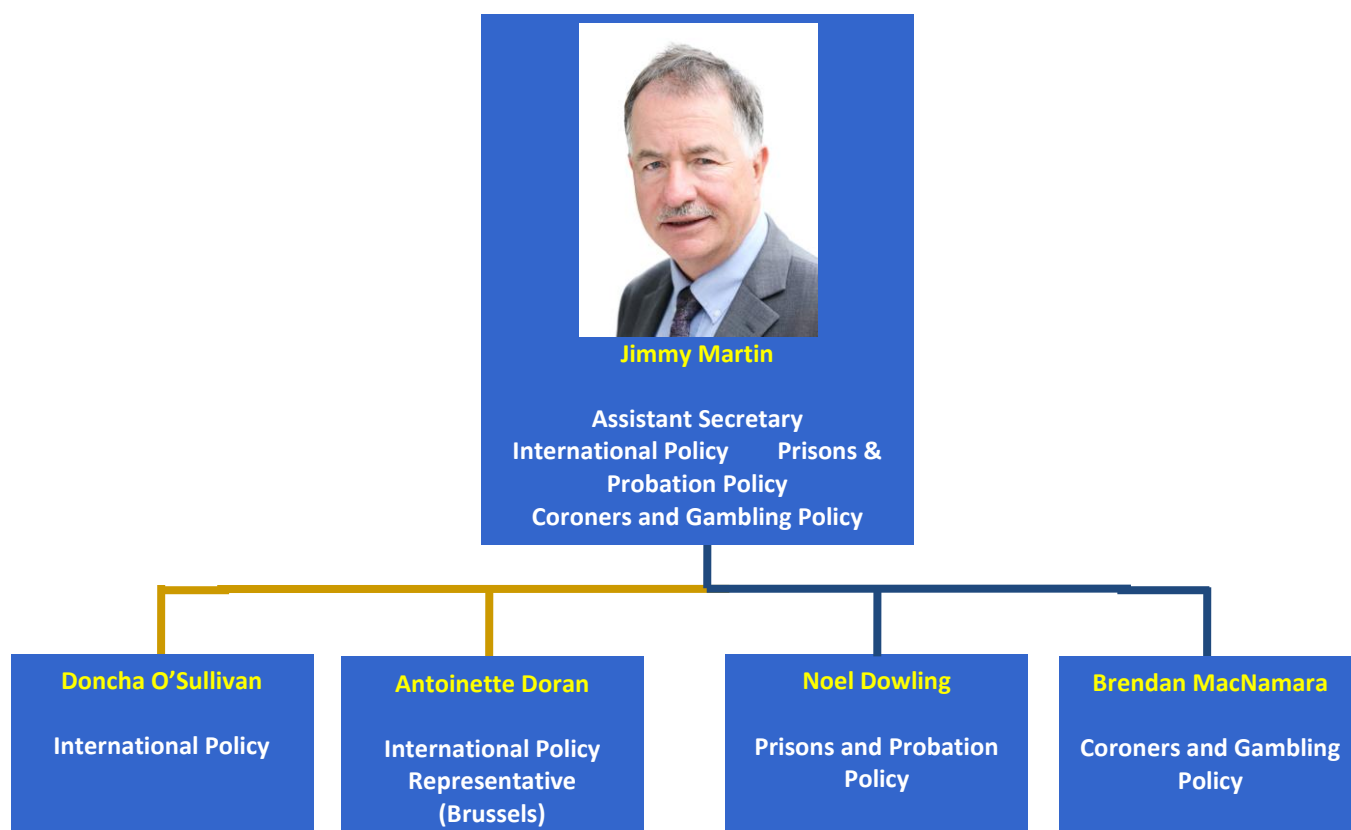 Jimmy Martin
Assistant Secretary
International Policy Prisons &
Probation Policy
Coroners and Gambling Policy
Doncha O’Sullivan
International Policy
Antoinette Doran
International Policy
Representative
(Brussels)
Noel Dowling
Prisons and Probation
Policy
Brendan MacNamara
Coroners and Gambling
Policy